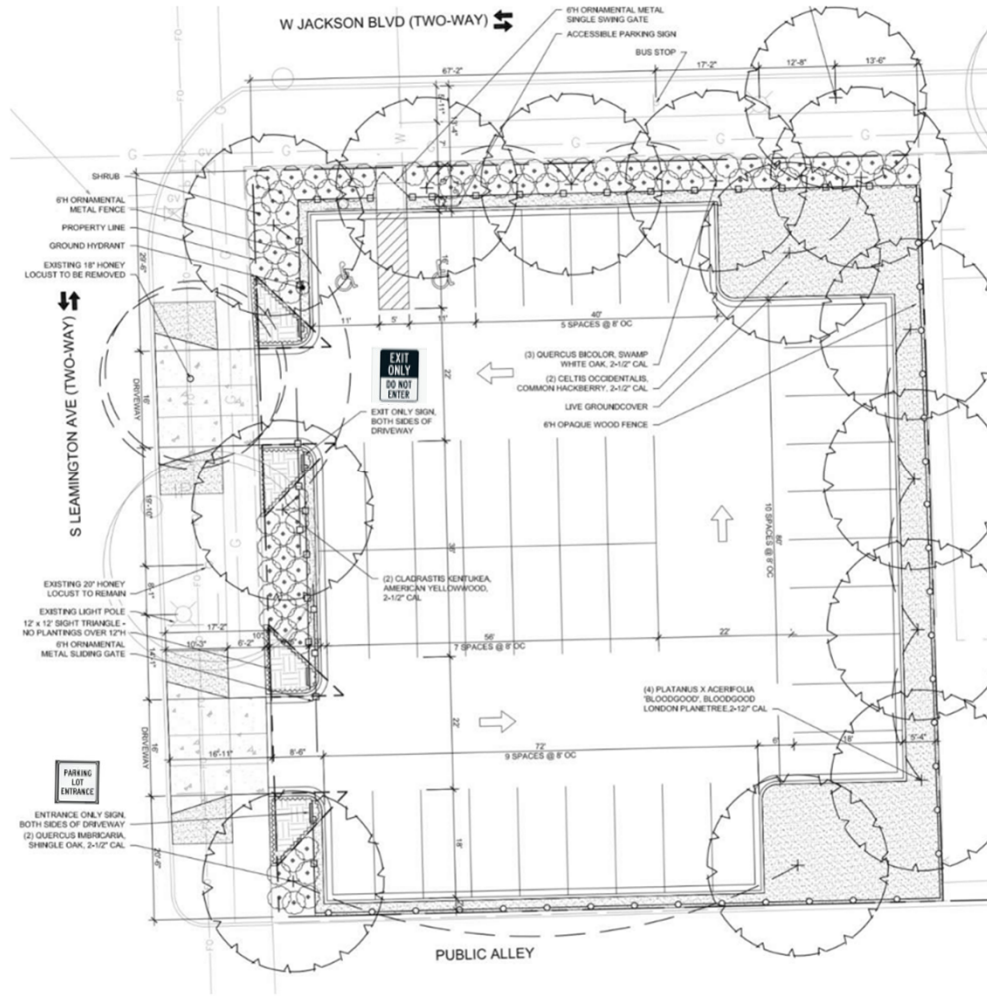 W JACKSON BLVD (TWO-WAY)
6'H ORNAMENTAL METAL
SINGLE SWING GATE
ACCESSIBLE PARKING SIGN
BUS STOP
67'-2"
17'-2"
12'-8"
13'-6"
G
G
W
G
G
G
SHRUB
6'H ORNAMENTAL
METAL FENCE
PROPERTY LINE
GROUND HYDRANT
EXISTING 18" HONEY
LOCUST TO BE REMOVED
S LEAMINGTON AVE (TWO-WAY)
DRIVEWAY
16'
11'
5'
11'
40'
5 SPACES @ 8' OC
22'
EXIT
ONLY
DO NOT
ENTER
EXIT ONLY SIGN,
BOTH SIDES OF
DRIVEWAY
(3) QUERCUS BICOLOR, SWAMP
WHITE OAK, 2-1/2" CAL
(2) CELTIS OCCIDENTALIS,
COMMON HACKBERRY, 2-1/2" CAL
LIVE GROUNDCOVER
6'H OPAQUE WOOD FENCE
80'
10 SPACES @ 8' OC
19'-10"
EXISTING 20" HONEY
LOCUST TO REMAIN
EXISTING LIGHT POLE
12' x 12' SIGHT TRIANGLE -
NO PLANTINGS OVER 12"H
6'H ORNAMENTAL
METAL SLIDING GATE
(2) CLADRASTIS KENTUKEA,
AMERICAN YELLOWWOOD,
2-1/2" CAL
17'-2"
10'-3"
6'-2"
56'
7 SPACES @ 8' OC
22'
(4) PLATANUS X ACERIFOLIA
'BLOODGOOD', BLOODGOOD
LONDON PLANETREE,2-12/" CAL
DRIVEWAY
16'
22'
16'-11"
8'-6"
72'
9 SPACES @ 8' OC
6'
18'
5'-4"
PARKING
LOT
ENTRANCE
ENTRANCE ONLY SIGN,
BOTH SIDES OF DRIVEWAY
(2) QUERCUS IMBRICARIA,
SHINGLE OAK, 2-1/2" CAL
18'
PUBLIC ALLEY